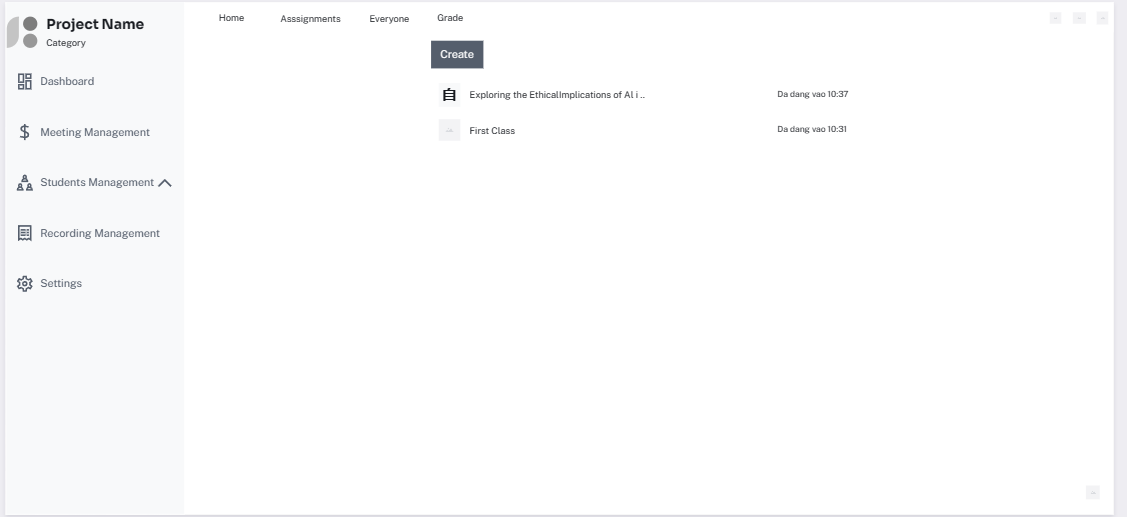 Project Name
Category
Dashboard
Meeting Management
Students Management
Recording Management
Settings
Home Asssignments Everyone Grade
Create
Exploring the EthicalImplications of AI i .. Da dang vao 10:37
First Class Da dang vao 10:31